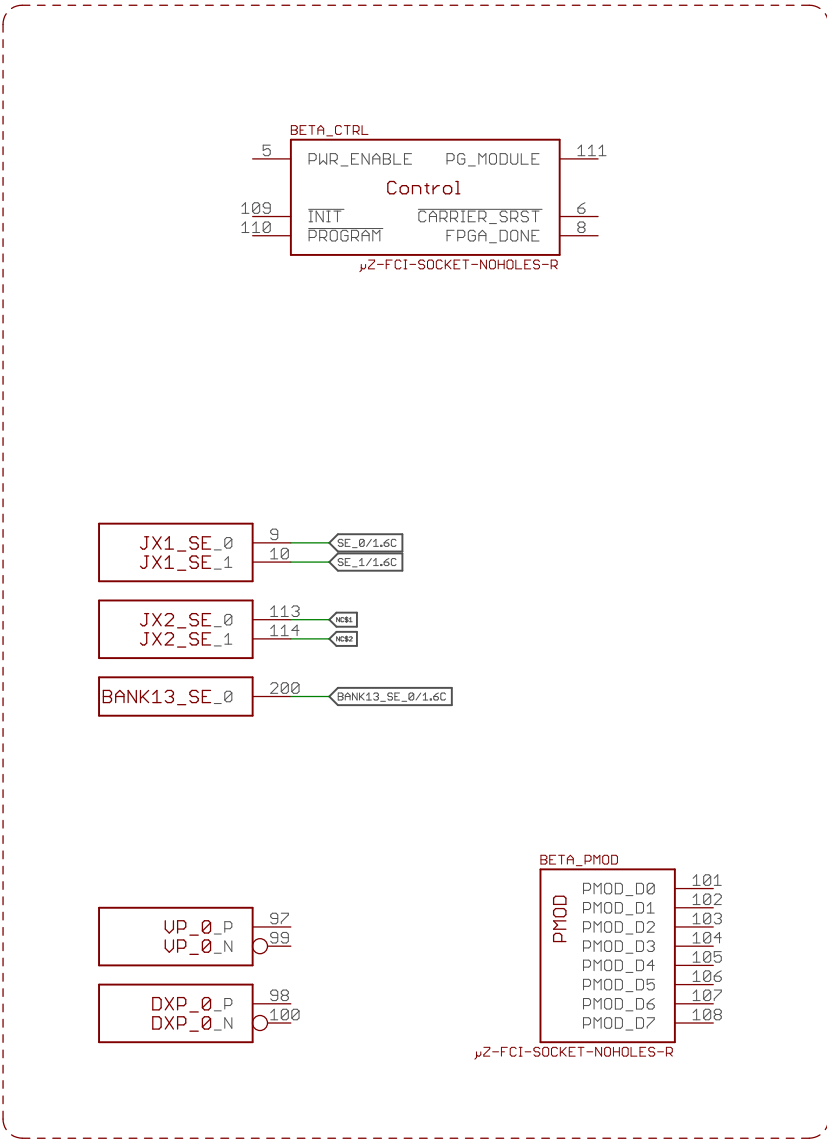 BETA_CTRL
5 PWR_ENABLE PG_MODULE 111
Control
109 INIT CARRIER_SRST 6
110 PROGRAM FPGA_DONE 8
µZ-FCI-SOCKET-NOHOLES-R
JX1_SE_0 9 SE_0/1.6C
JX1_SE_1 10 SE_1/1.6C
JX2_SE_0 113 NC$1
JX2_SE_1 114 NC$2
BANK13_SE_0 200 BANK13_SE_0/1.6C
VP_0_P 97
VP_0_N 99
DXP_0_P 98
DXP_0_N 100
BETA_PMOD
PMOD
PMOD_D0 101
PMOD_D1 102
PMOD_D2 103
PMOD_D3 104
PMOD_D4 105
PMOD_D5 106
PMOD_D6 107
PMOD_D7 108
µZ-FCI-SOCKET-NOHOLES-R